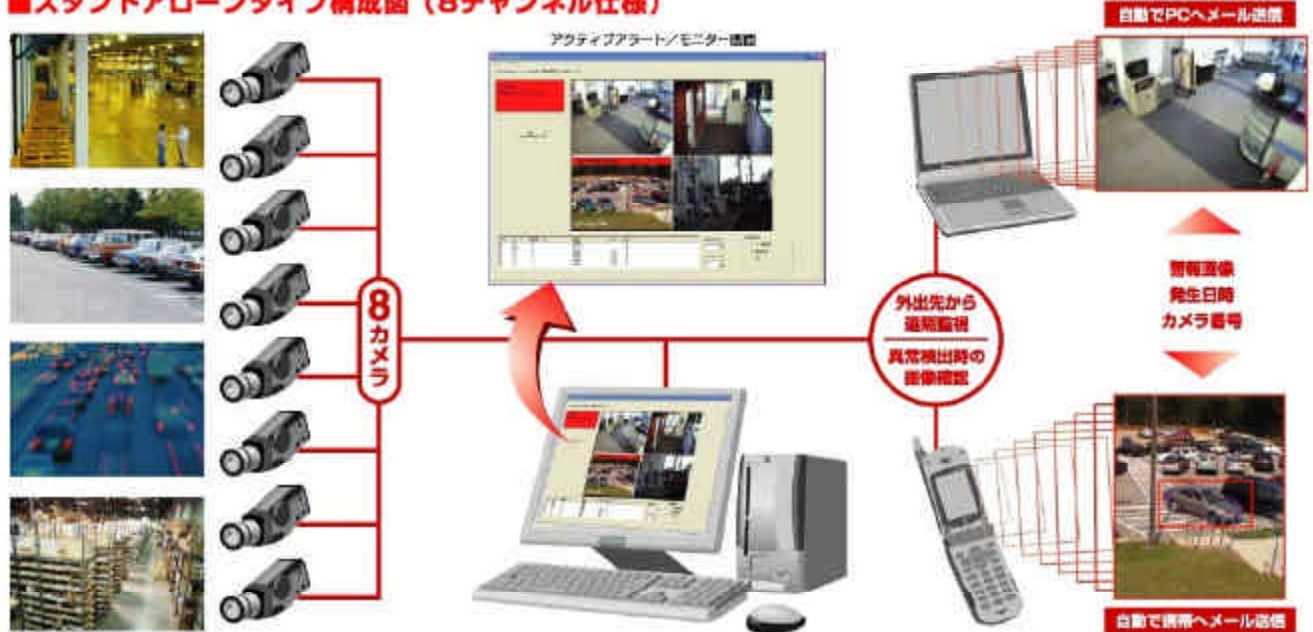 ■スタンドアローンタイプ構成図（8チャンネル仕様）
アクティブアラート／モニター画面
自動でPCへメール送信
8カメラ
外出先から
遠隔監視
異常検出時の
画像確認
警報画像
発生日時
カメラ番号
自動で携帯へメール送信